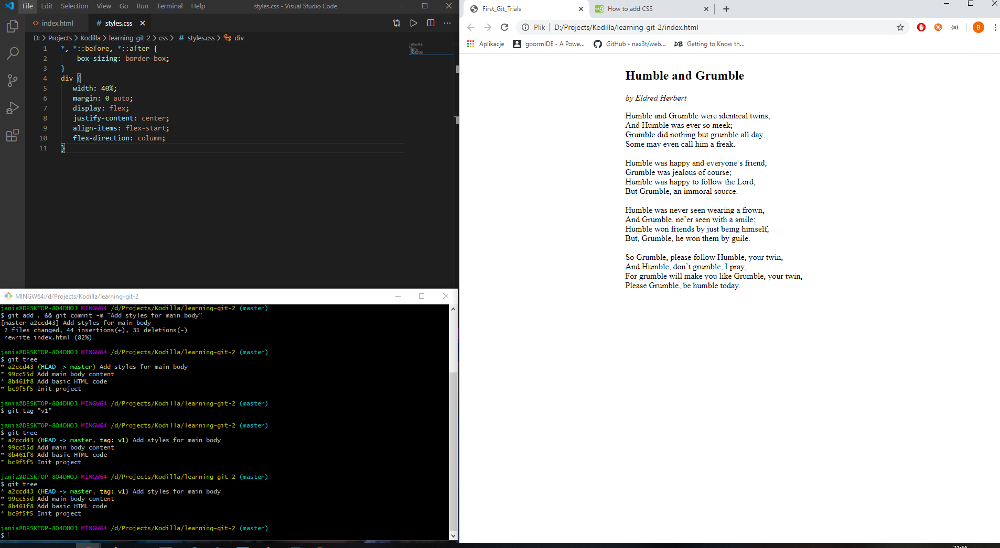 File Edit Selection View Go Run Terminal Help styles.css - Visual Studio Code
index.html # styles.css
D: > Projects > Kodilla > learning-git-2 > css > # styles.css > div
1 *, *::before, *::after {
2 box-sizing: border-box;
3 }
4 div {
5 width: 40%;
6 margin: 0 auto;
7 display: flex;
8 justify-content: center;
9 align-items: flex-start;
10 flex-direction: column;
11 }
MINGW64:/d/Projects/Kodilla/learning-git-2
jania@DESKTOP-8O4DHOJ MINGW64 /d/Projects/Kodilla/learning-git-2 (master)
$ git add . && git commit -m "Add styles for main body"
[master a2ccd43] Add styles for main body
2 files changed, 44 insertions(+), 31 deletions(-)
rewrite index.html (82%)
jania@DESKTOP-8O4DHOJ MINGW64 /d/Projects/Kodilla/learning-git-2 (master)
$ git tree
* a2ccd43 (HEAD -> master) Add styles for main body
* 99cc55d Add main body content
* 8b461f8 Add basic HTML code
* bc9f5f5 Init project
jania@DESKTOP-8O4DHOJ MINGW64 /d/Projects/Kodilla/learning-git-2 (master)
$ git tag "v1"
jania@DESKTOP-8O4DHOJ MINGW64 /d/Projects/Kodilla/learning-git-2 (master)
$ git tree
* a2ccd43 (HEAD -> master, tag: v1) Add styles for main body
* 99cc55d Add main body content
* 8b461f8 Add basic HTML code
* bc9f5f5 Init project
jania@DESKTOP-8O4DHOJ MINGW64 /d/Projects/Kodilla/learning-git-2 (master)
$ git tree
* a2ccd43 (HEAD -> master, tag: v1) Add styles for main body
* 99cc55d Add main body content
* 8b461f8 Add basic HTML code
* bc9f5f5 Init project
jania@DESKTOP-8O4DHOJ MINGW64 /d/Projects/Kodilla/learning-git-2 (master)
$
First_Git_Trials How to add CSS
Plik D:/Projects/Kodilla/learning-git-2/index.html B
Aplikacje goormIDE - A Powe... GitHub - nax3t/web... DB Getting to Know th...
Humble and Grumble
by Eldred Herbert
Humble and Grumble were identical twins,
And Humble was ever so meek;
Grumble did nothing but grumble all day,
Some may even call him a freak.
Humble was happy and everyone’s friend,
Grumble was jealous of course;
Humble was happy to follow the Lord,
But Grumble, an immoral source.
Humble was never seen wearing a frown,
And Grumble, ne’er seen with a smile;
Humble won friends by just being himself,
But, Grumble, he won them by guile.
So Grumble, please follow Humble, your twin,
And Humble, don’t grumble, I pray,
For grumble will make you like Grumble, your twin,
Please Grumble, be humble today.